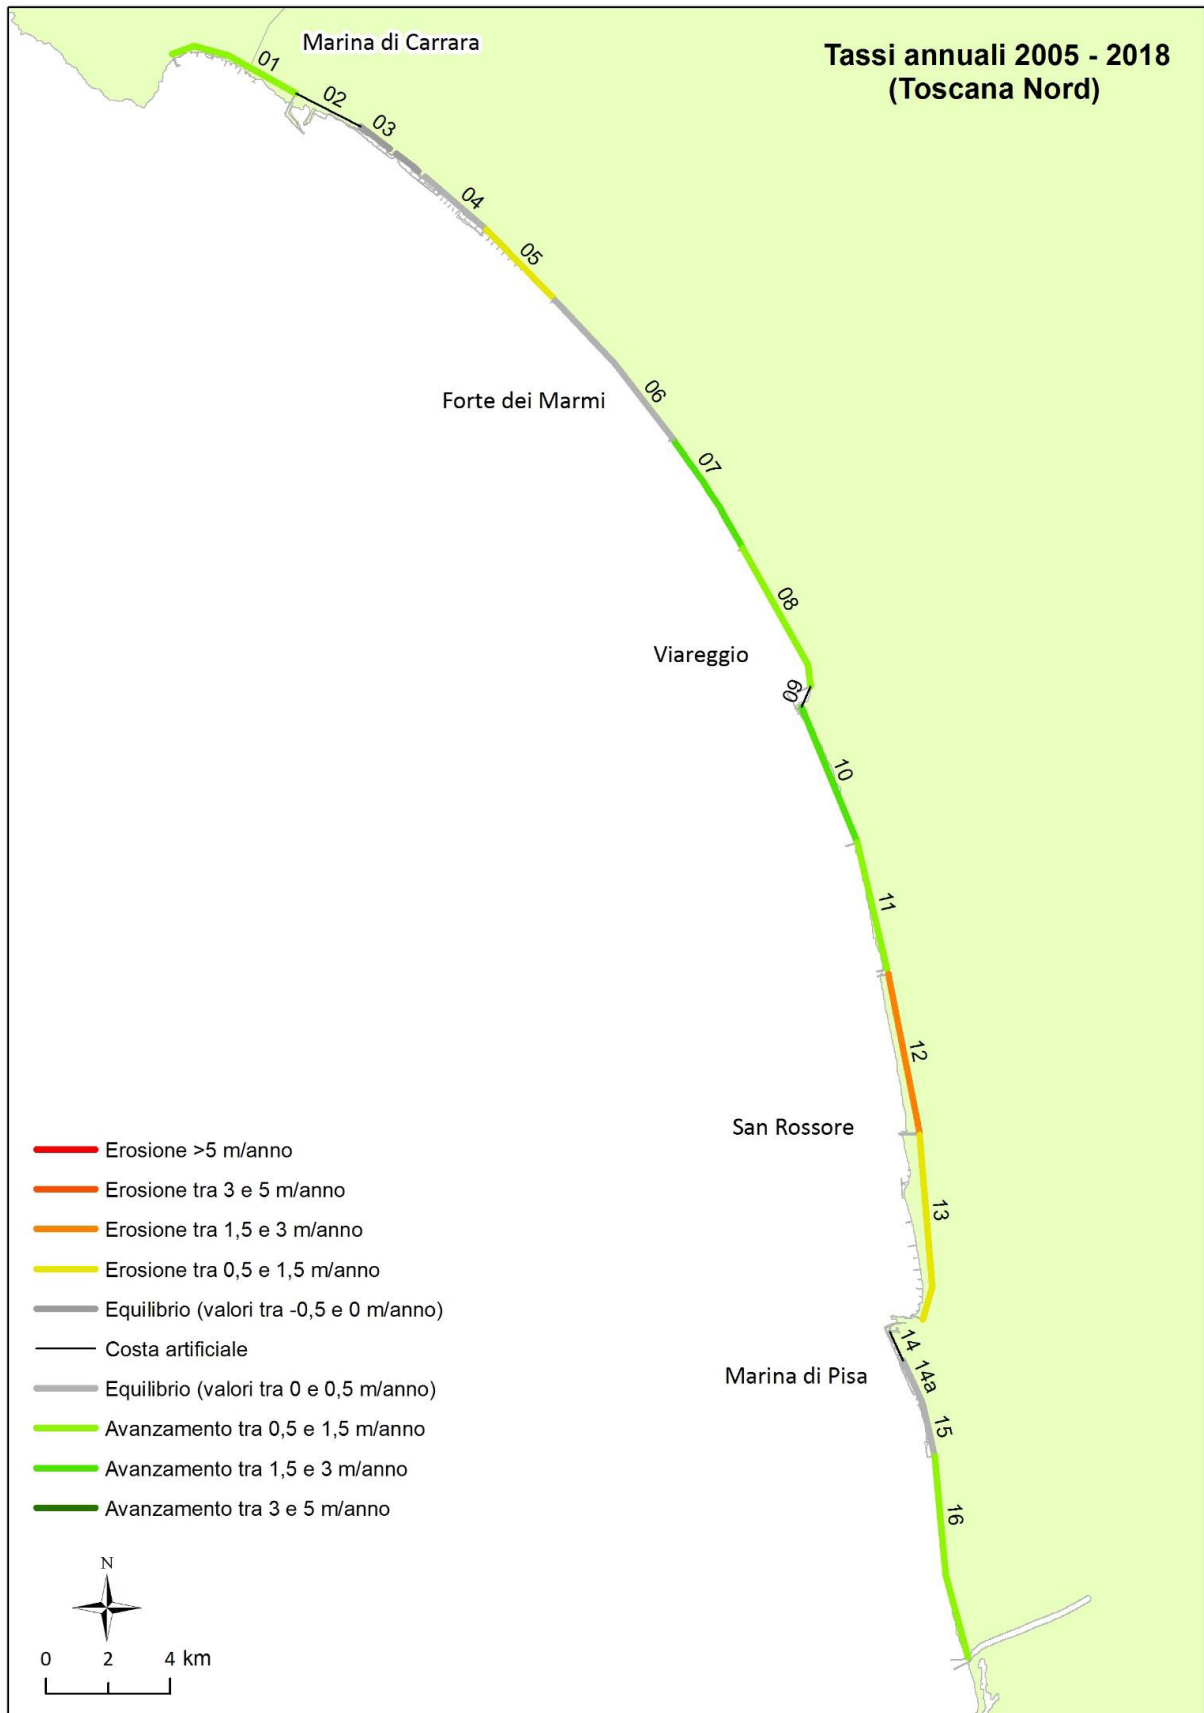 Marina di Carrara
Tassi annuali 2005 - 2018
(Toscana Nord)
01
02
03
04
05
Forte dei Marmi
06
07
08
Viareggio
09
10
11
12
San Rossore
13
Marina di Pisa
14
14a
15
16
Erosione >5 m/anno
Erosione tra 3 e 5 m/anno
Erosione tra 1,5 e 3 m/anno
Erosione tra 0,5 e 1,5 m/anno
Equilibrio (valori tra -0,5 e 0 m/anno)
Costa artificiale
Equilibrio (valori tra 0 e 0,5 m/anno)
Avanzamento tra 0,5 e 1,5 m/anno
Avanzamento tra 1,5 e 3 m/anno
Avanzamento tra 3 e 5 m/anno
N
0 2 4 km